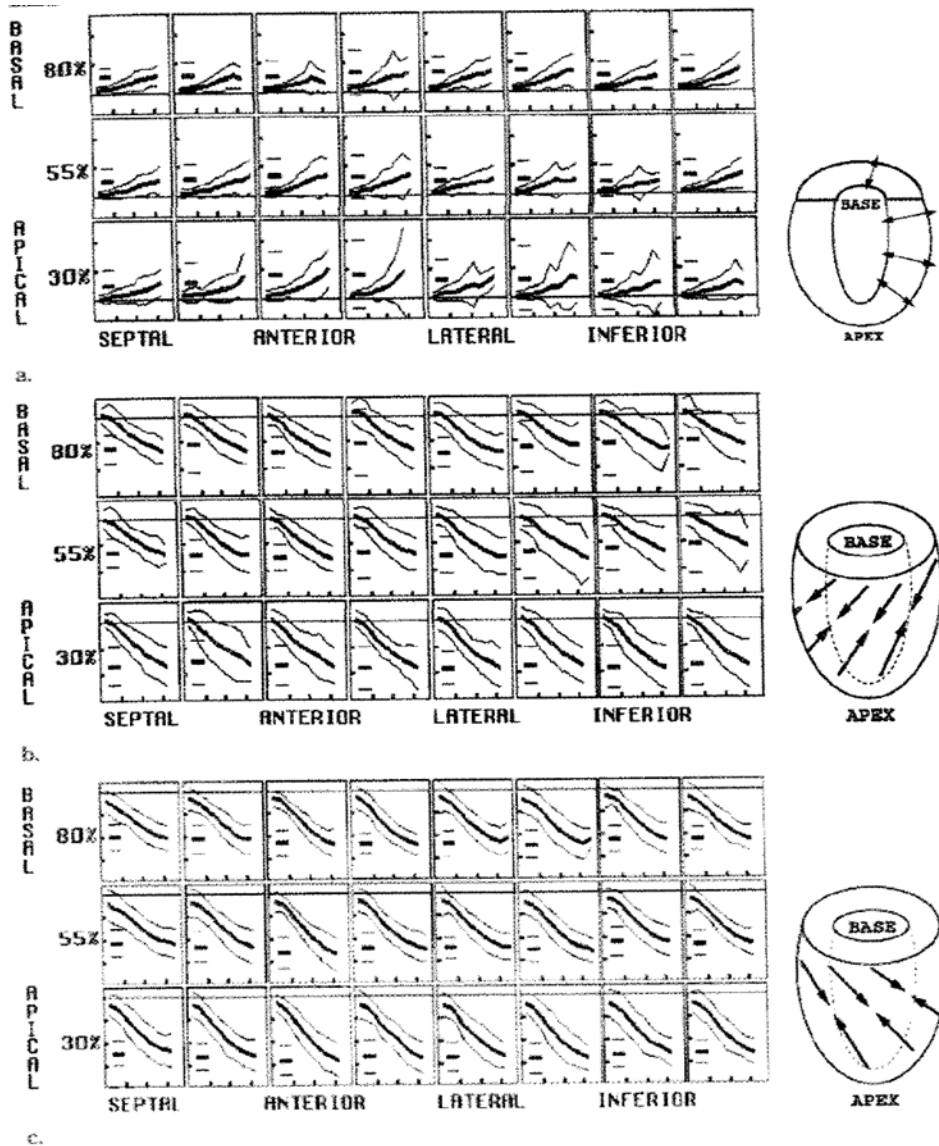 BASAL
80%
55%
APICAL
30%
SEPTAL ANTERIOR LATERAL INFERIOR
BASE
APEX
a.
BASAL
80%
55%
APICAL
30%
SEPTAL ANTERIOR LATERAL INFERIOR
BASE
APEX
b.
BASAL
80%
55%
APICAL
30%
SEPTAL ANTERIOR LATERAL INFERIOR
BASE
APEX
c.